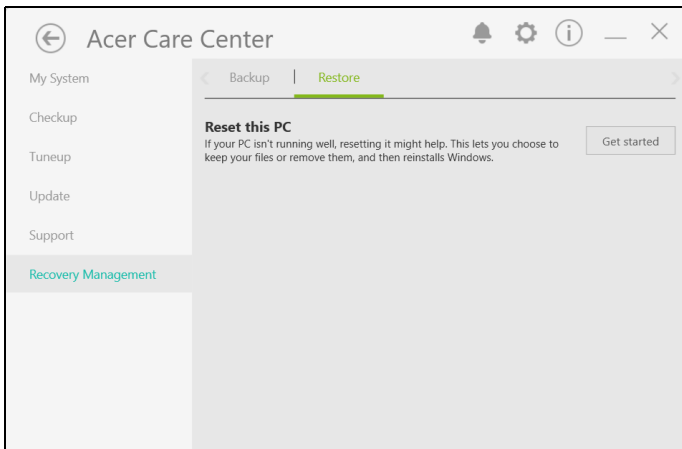 Acer Care Center
My System
Backup
Restore
Checkup
Reset this PC
If your PC isn't running well, resetting it might help. This lets you choose to
keep your files or remove them, and then reinstalls Windows.
Get started
Tuneup
Update
Support
Recovery Management